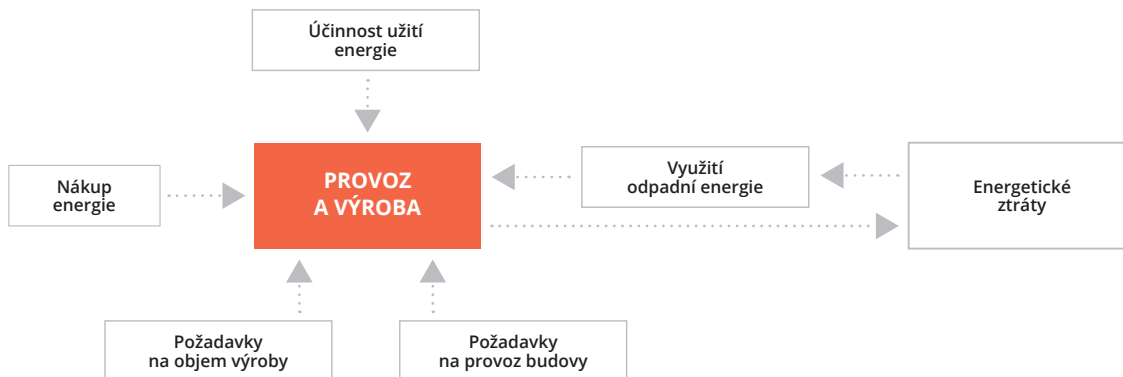 Účinnost užití
energie
Nákup
energie
PROVOZ
A VÝROBA
Využití
odpadní energie
Energetické
ztráty
Požadavky
na objem výroby
Požadavky
na provoz budovy